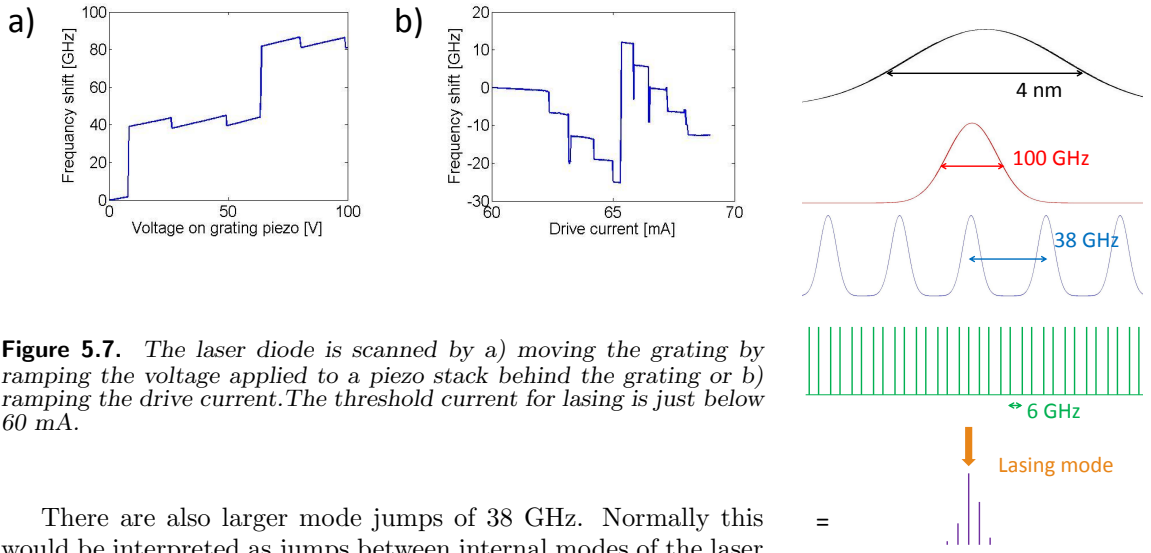 a)
Frequancy shift [GHz]
100
80
60
40
20
0
0
50
100
Voltage on grating piezo [V]
b)
Frequency shift [GHz]
20
10
0
-10
-20
-30
60
65
70
Drive current [mA]
4 nm
100 GHz
38 GHz
6 GHz
Lasing mode
=
Figure 5.7. The laser diode is scanned by a) moving the grating by
ramping the voltage applied to a piezo stack behind the grating or b)
ramping the drive current.The threshold current for lasing is just below
60 mA.
There are also larger mode jumps of 38 GHz. Normally this
would be interpreted as jumps between internal modes of the laser